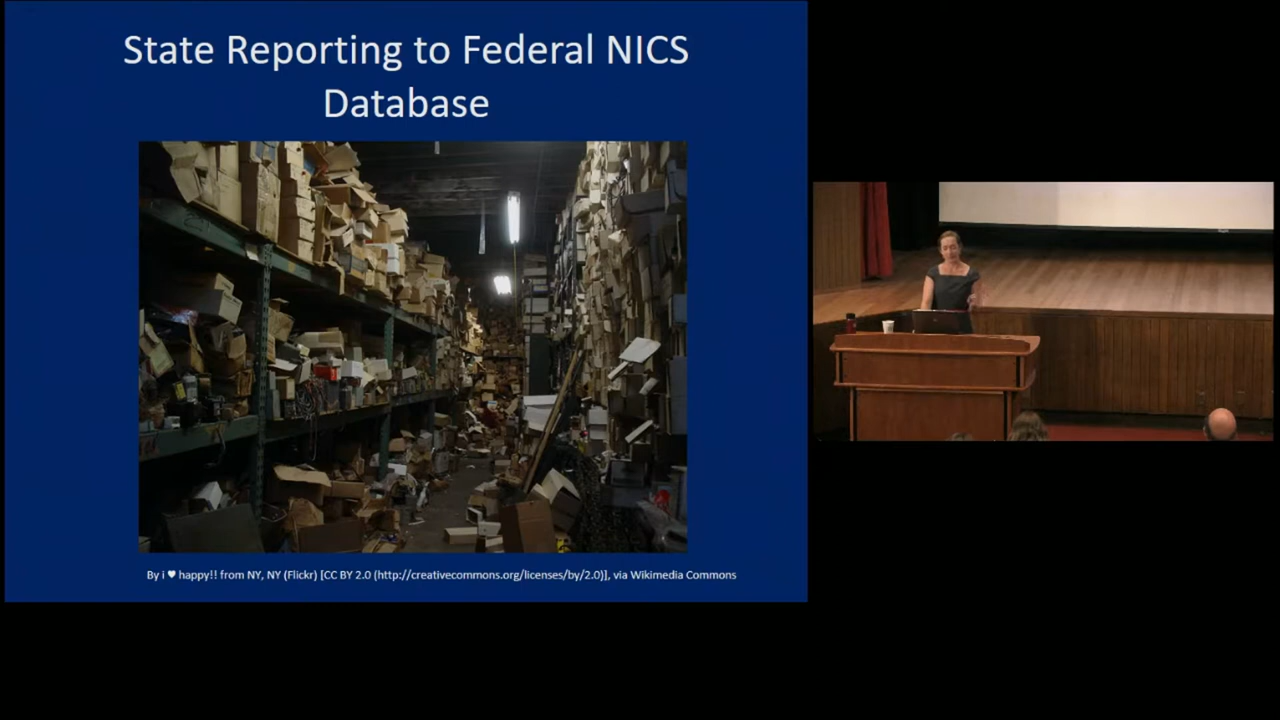 State Reporting to Federal NICS
Database
By i ♥ happy!! from NY, NY (Flickr) [CC BY 2.0 (http://creativecommons.org/licenses/by/2.0)], via Wikimedia Commons